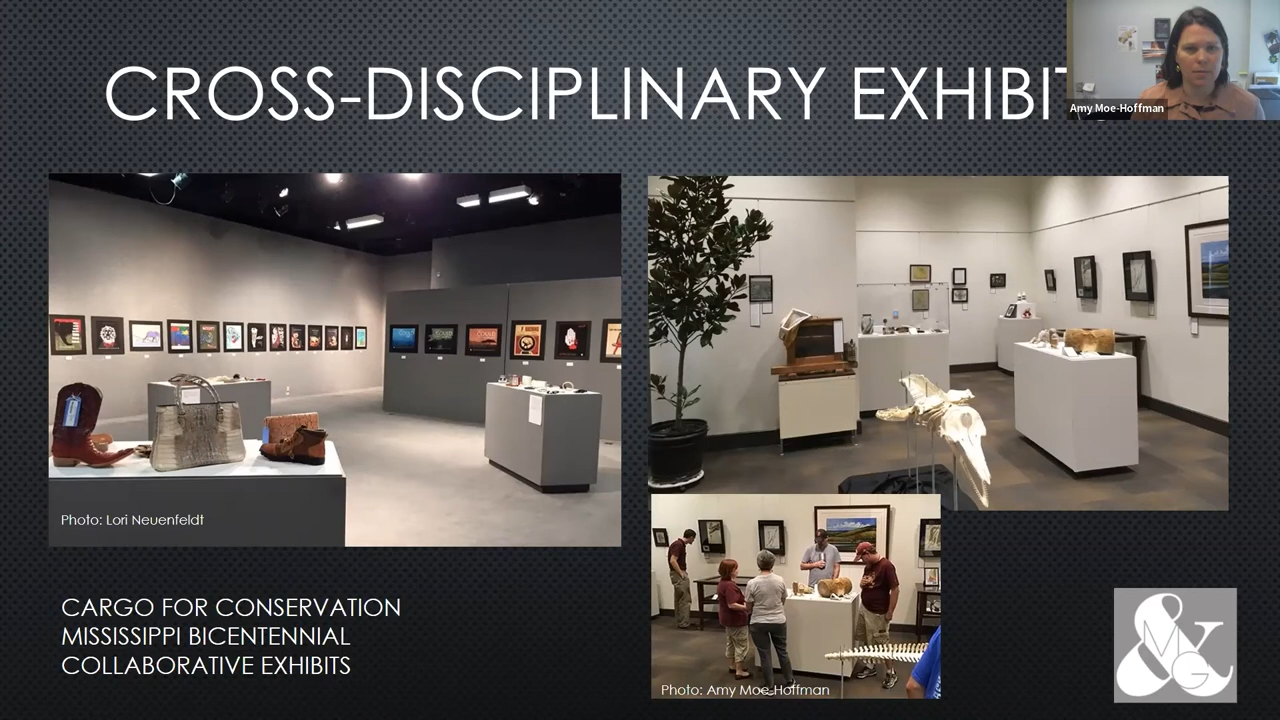 CROSS-DISCIPLINARY EXHIBIT
Amy Moe-Hoffman
Photo: Lori Neuenfeldt
Photo: Amy Moe-Hoffman
CARGO FOR CONSERVATION
MISSISSIPPI BICENTENNIAL
COLLABORATIVE EXHIBITS
&
MG